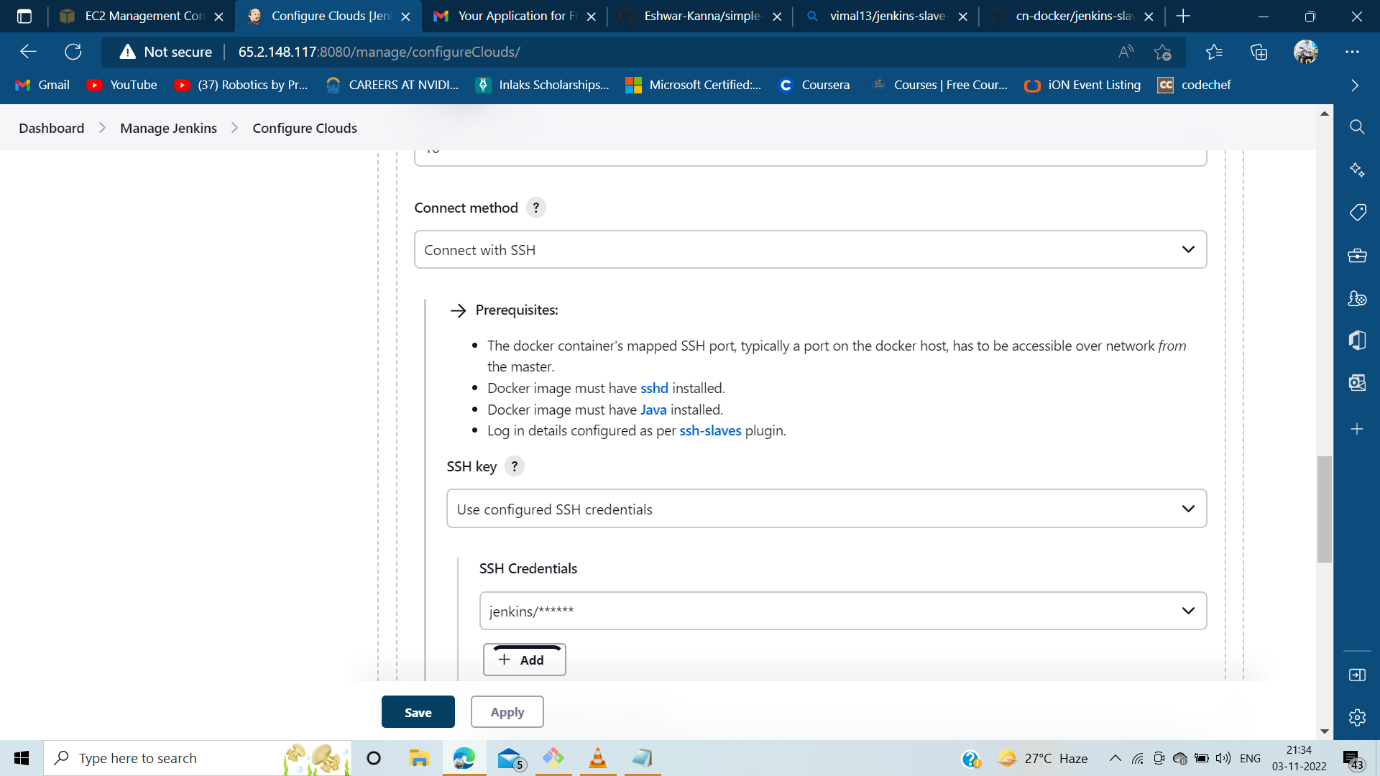 EC2 Management Con
Configure Clouds [Jenl
Your Application for Fi
Eshwar-Kanna/simple
vimal13/jenkins-slave
cn-docker/jenkins-slav
Not secure
65.2.148.117:8080/manage/configureClouds/
Gmail
YouTube
(37) Robotics by Pr...
CAREERS AT NVIDI...
Inlaks Scholarships...
Microsoft Certified:...
Coursera
Courses | Free Cour...
iON Event Listing
CC codechef
Dashboard
Manage Jenkins
Configure Clouds
Connect method ?
Connect with SSH
Prerequisites:
The docker container's mapped SSH port, typically a port on the docker host, has to be accessible over network from
the master.
Docker image must have sshd installed.
Docker image must have Java installed.
Log in details configured as per ssh-slaves plugin.
SSH key ?
Use configured SSH credentials
SSH Credentials
jenkins/******
+ Add
Save
Apply
Type here to search
5
27°C Haze
ENG
21:34
03-11-2022
43